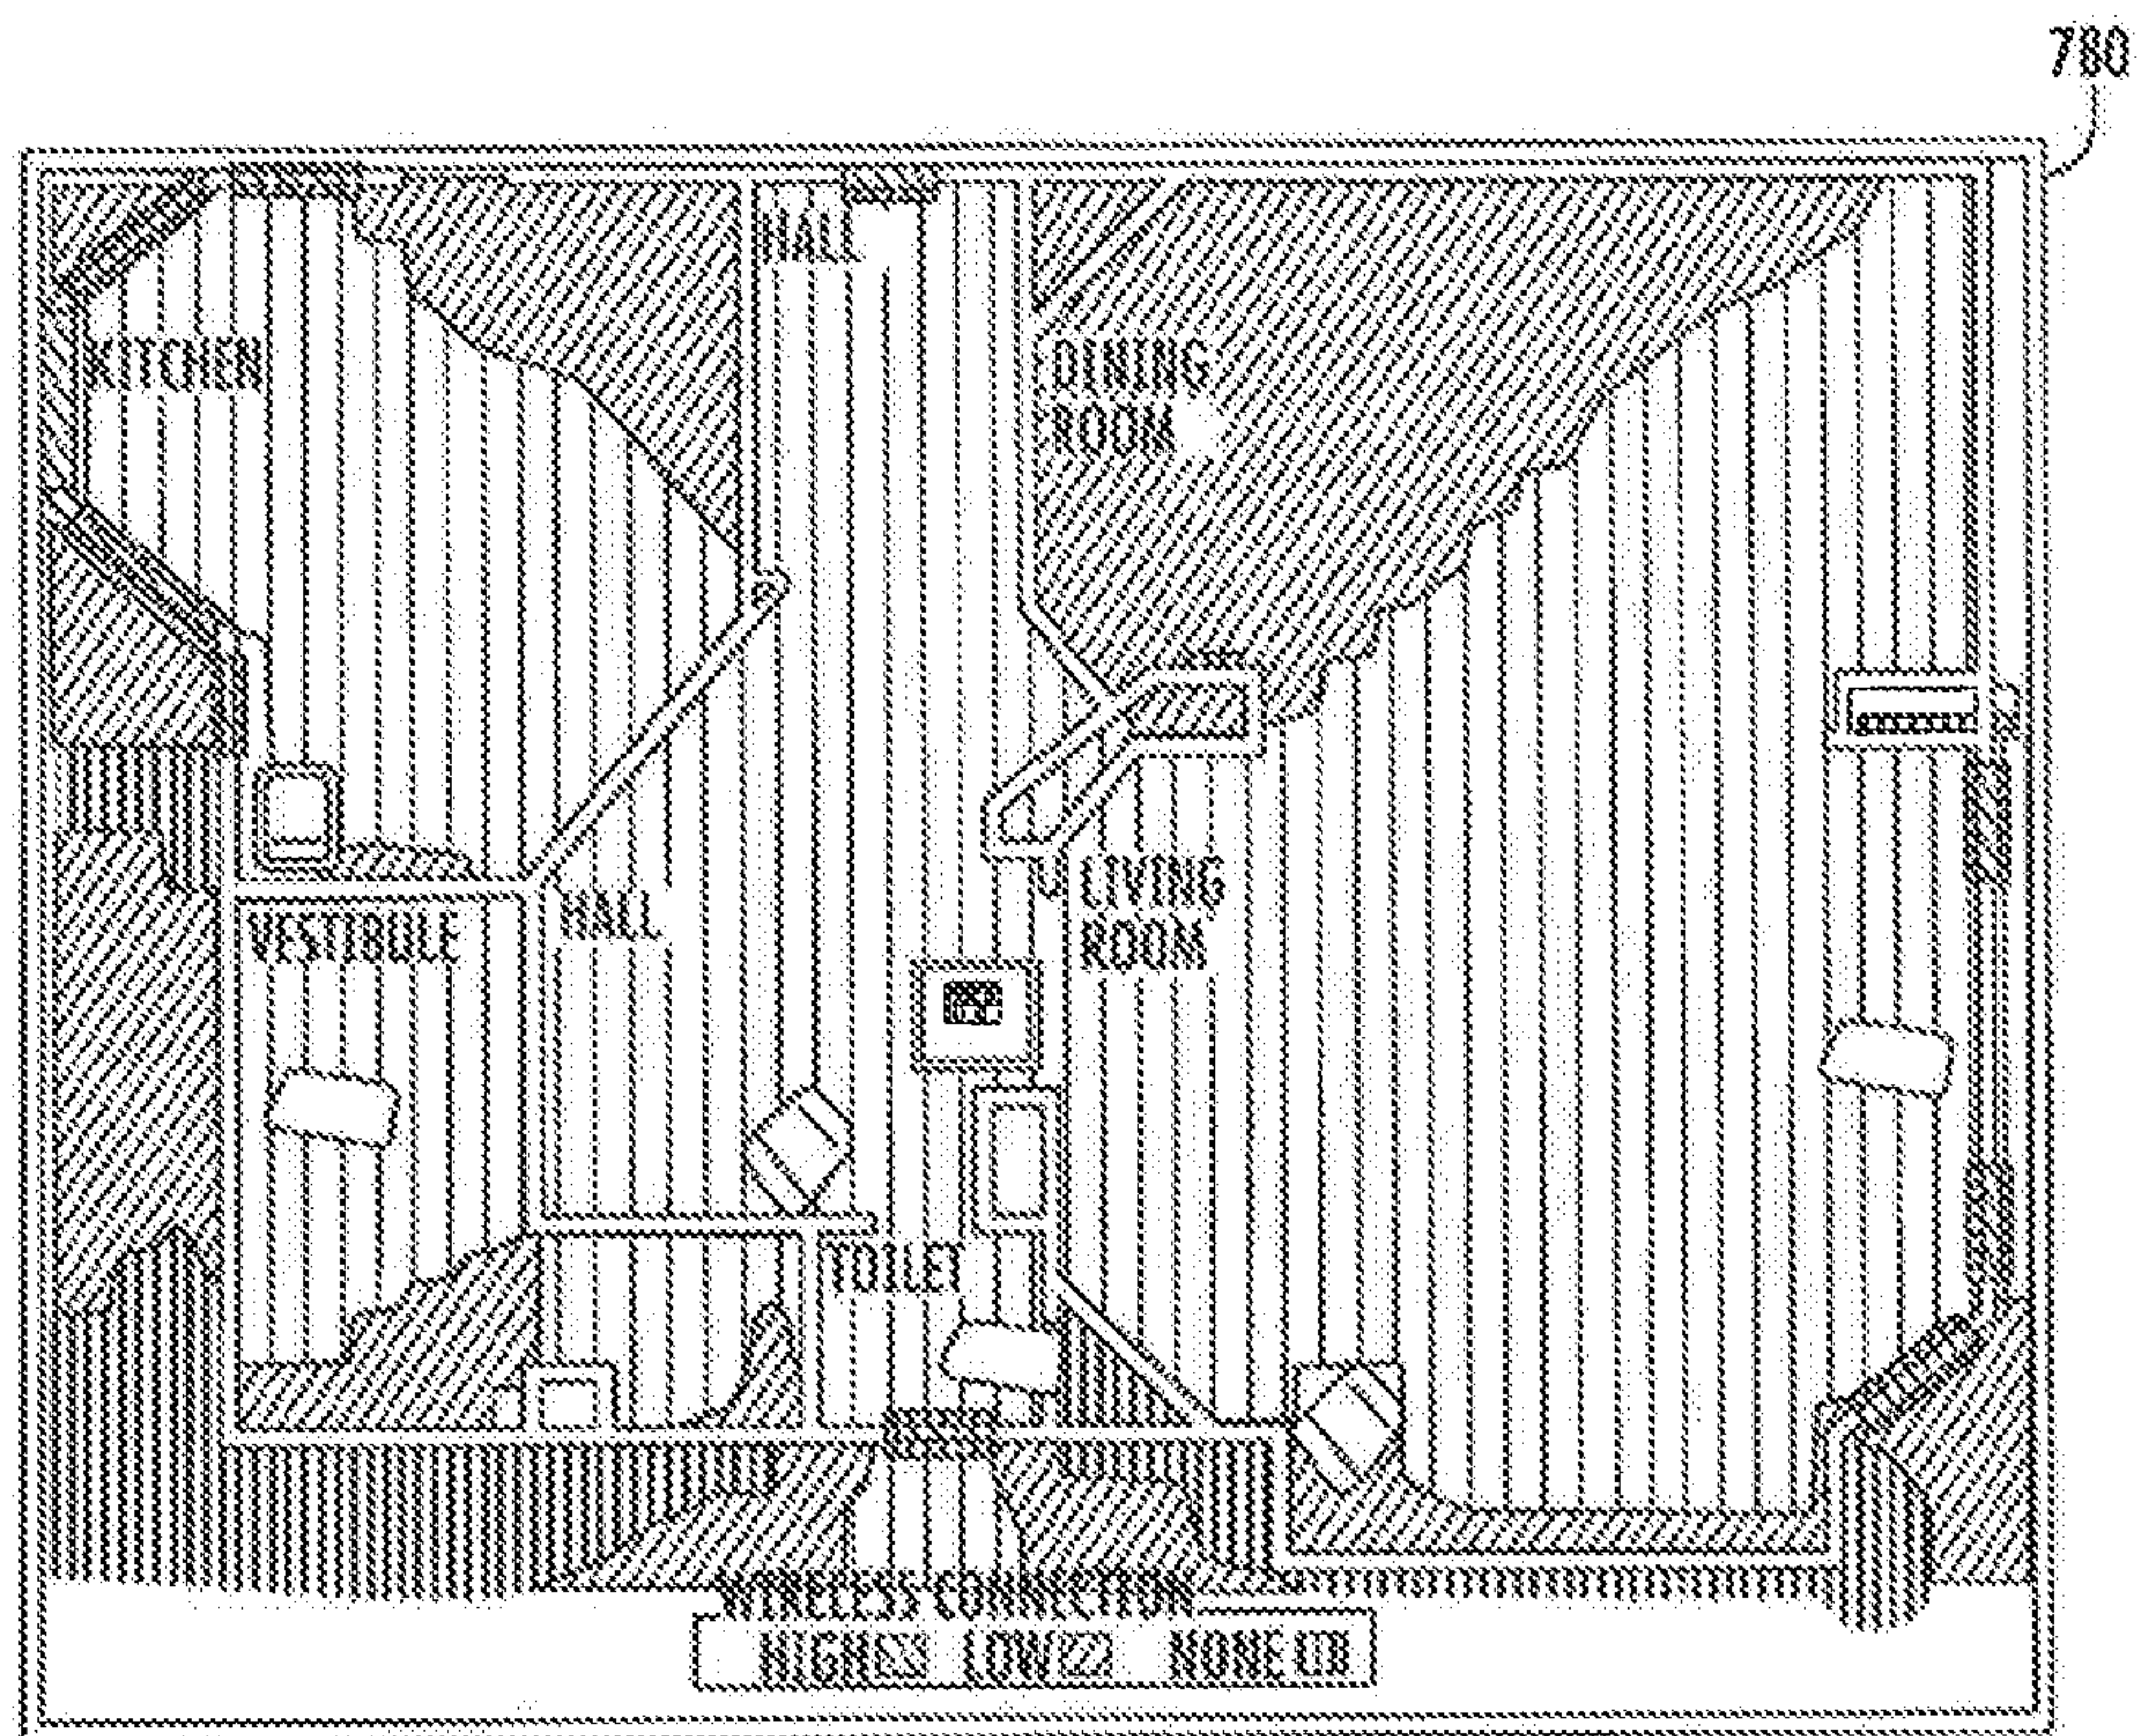 780
HALL
KITCHEN
DINING
ROOM
LIVING
ROOM
HALL
VESTIBULE
TOILET
WIRELESS CONNECTION
HIGH LOW NONE